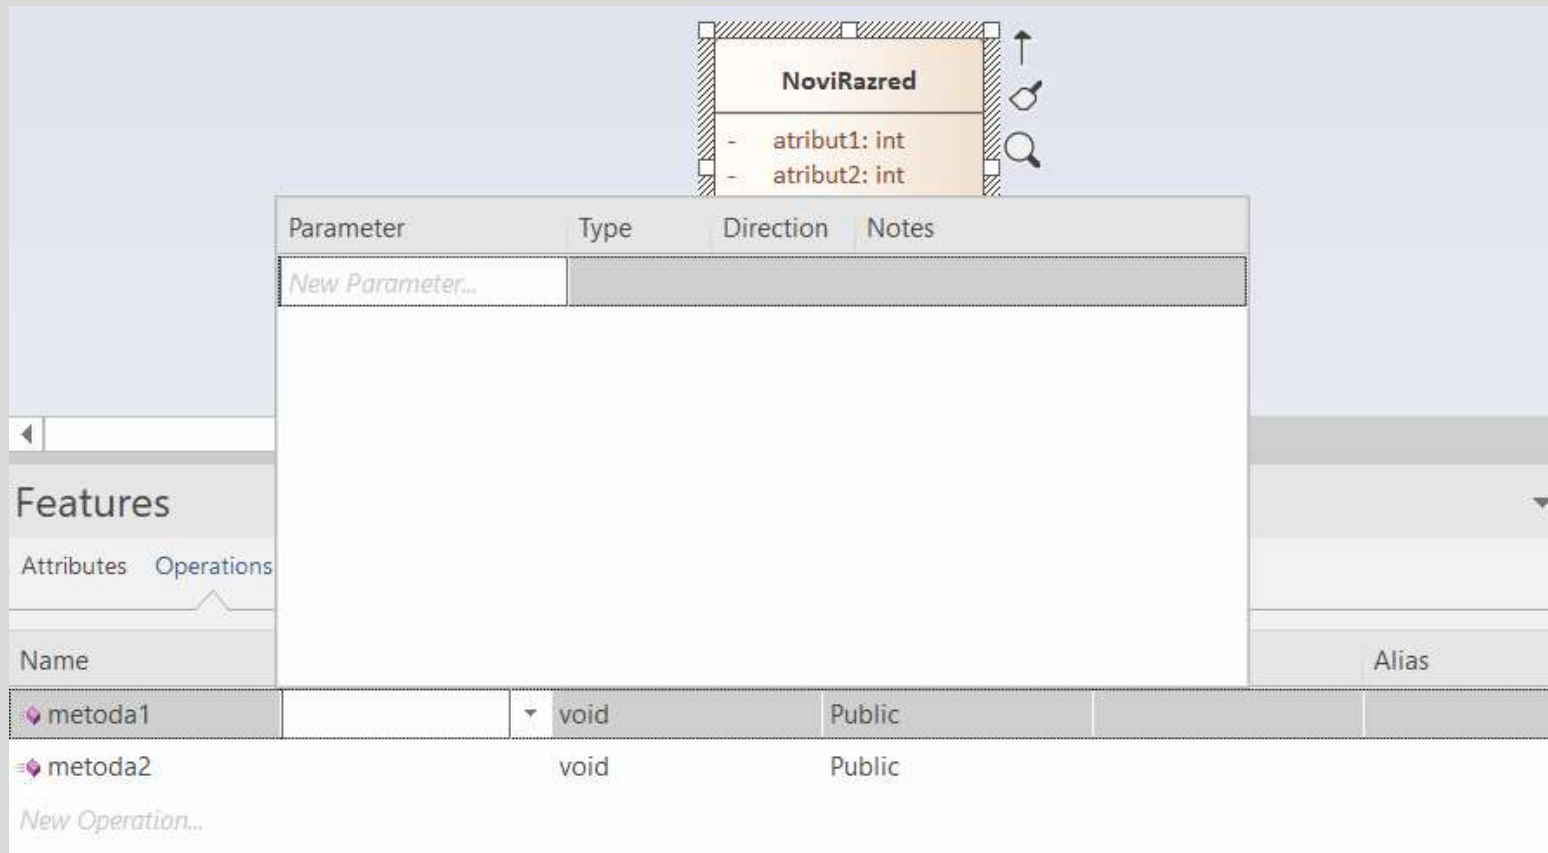 NoviRazred
- atribut1: int
- atribut2: int
Parameter Type Direction Notes
New Parameter...
Features
Attributes Operations
Name Alias
metoda1 void Public
metoda2 void Public
New Operation...